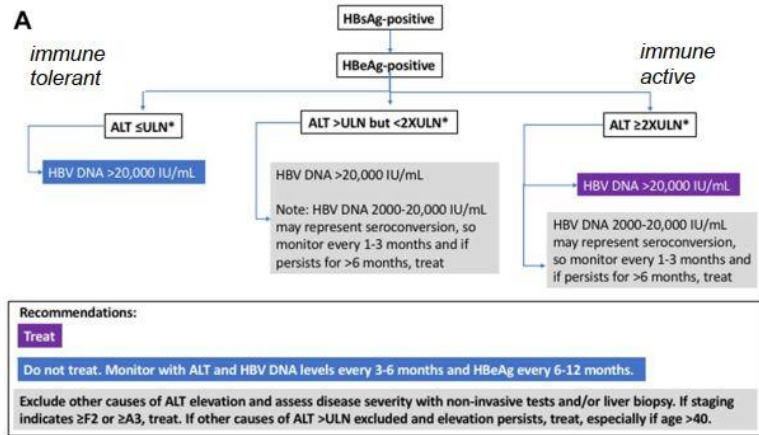 A
HBsAg-positive
immune
tolerant
HBeAg-positive
immune
active
ALT ≤ULN*
ALT >ULN but <2XULN*
ALT ≥2XULN*
HBV DNA >20,000 IU/mL
HBV DNA >20,000 IU/mL
Note: HBV DNA 2000-20,000 IU/mL
may represent seroconversion, so
monitor every 1-3 months and if
persists for >6 months, treat
HBV DNA >20,000 IU/mL
HBV DNA 2000-20,000 IU/mL
may represent seroconversion,
so monitor every 1-3 months and
if persists for >6 months, treat
Recommendations:
Treat
Do not treat. Monitor with ALT and HBV DNA levels every 3-6 months and HBeAg every 6-12 months.
Exclude other causes of ALT elevation and assess disease severity with non-invasive tests and/or liver biopsy. If staging
indicates ≥F2 or ≥A3, treat. If other causes of ALT >ULN excluded and elevation persists, treat, especially if age >40.